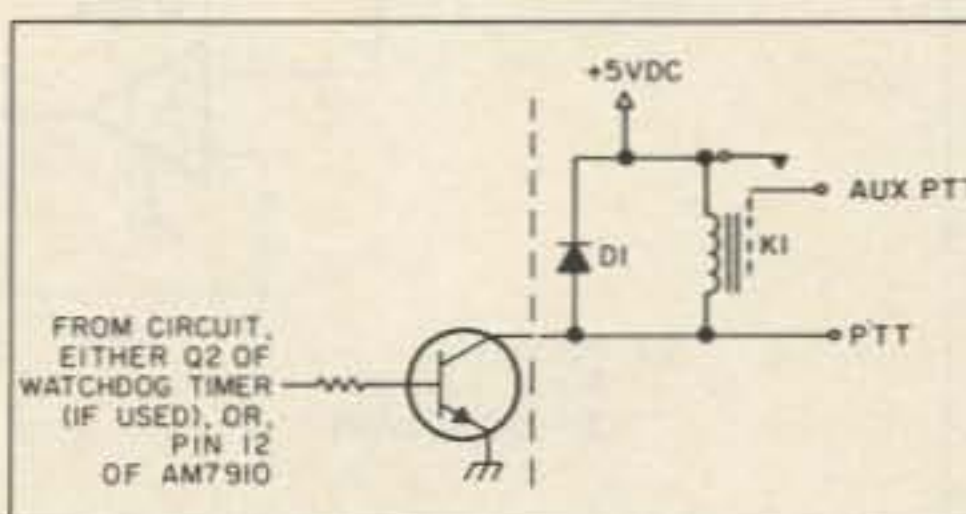 +5VDC
AUX PTT
D1
K1
FROM CIRCUIT,
EITHER Q2 OF
WATCHDOG TIMER
(IF USED), OR,
PIN 12
OF AM7910
PTT